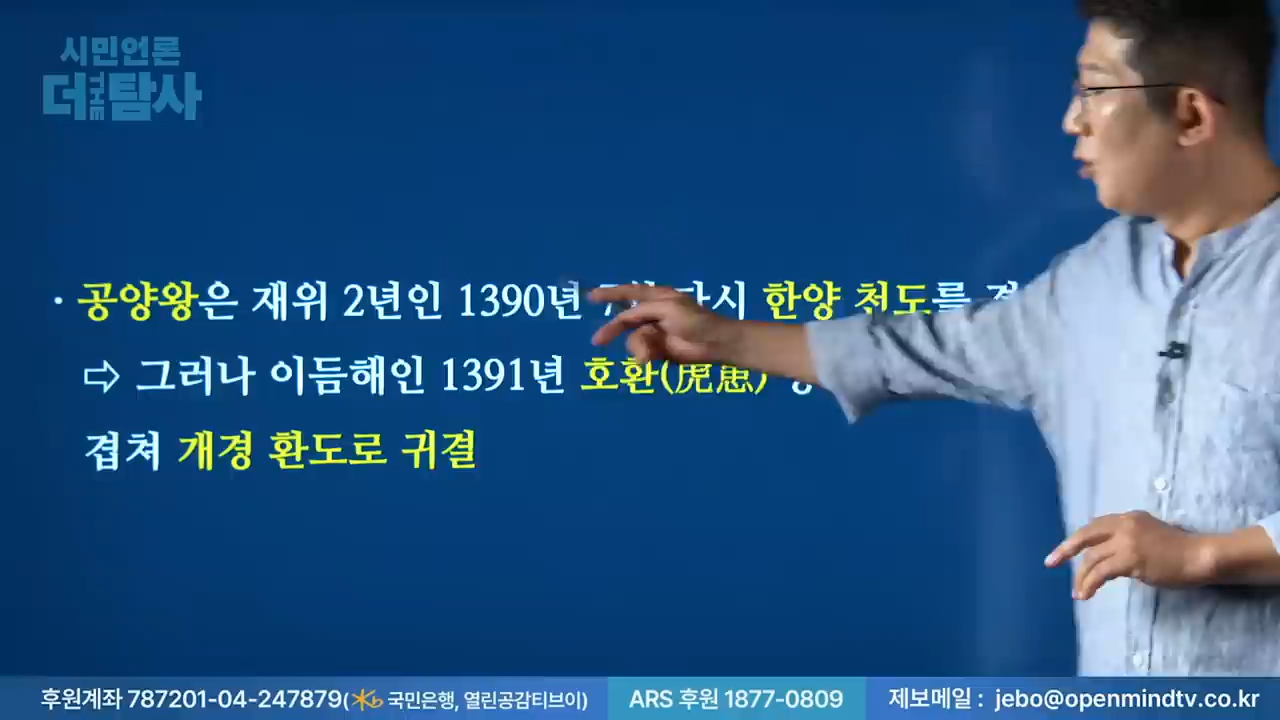 시민언론
더탐사
· 공양왕은 재위 2년인 1390년 다시 한양 천도를
⇨ 그러나 이듬해인 1391년 호환(虎患)
겹쳐 개경 환도로 귀결
후원계좌 787201-04-247879( 국민은행, 열린공감티브이)
ARS 후원 1877-0809
제보메일 : jebo@openmindtv.co.kr